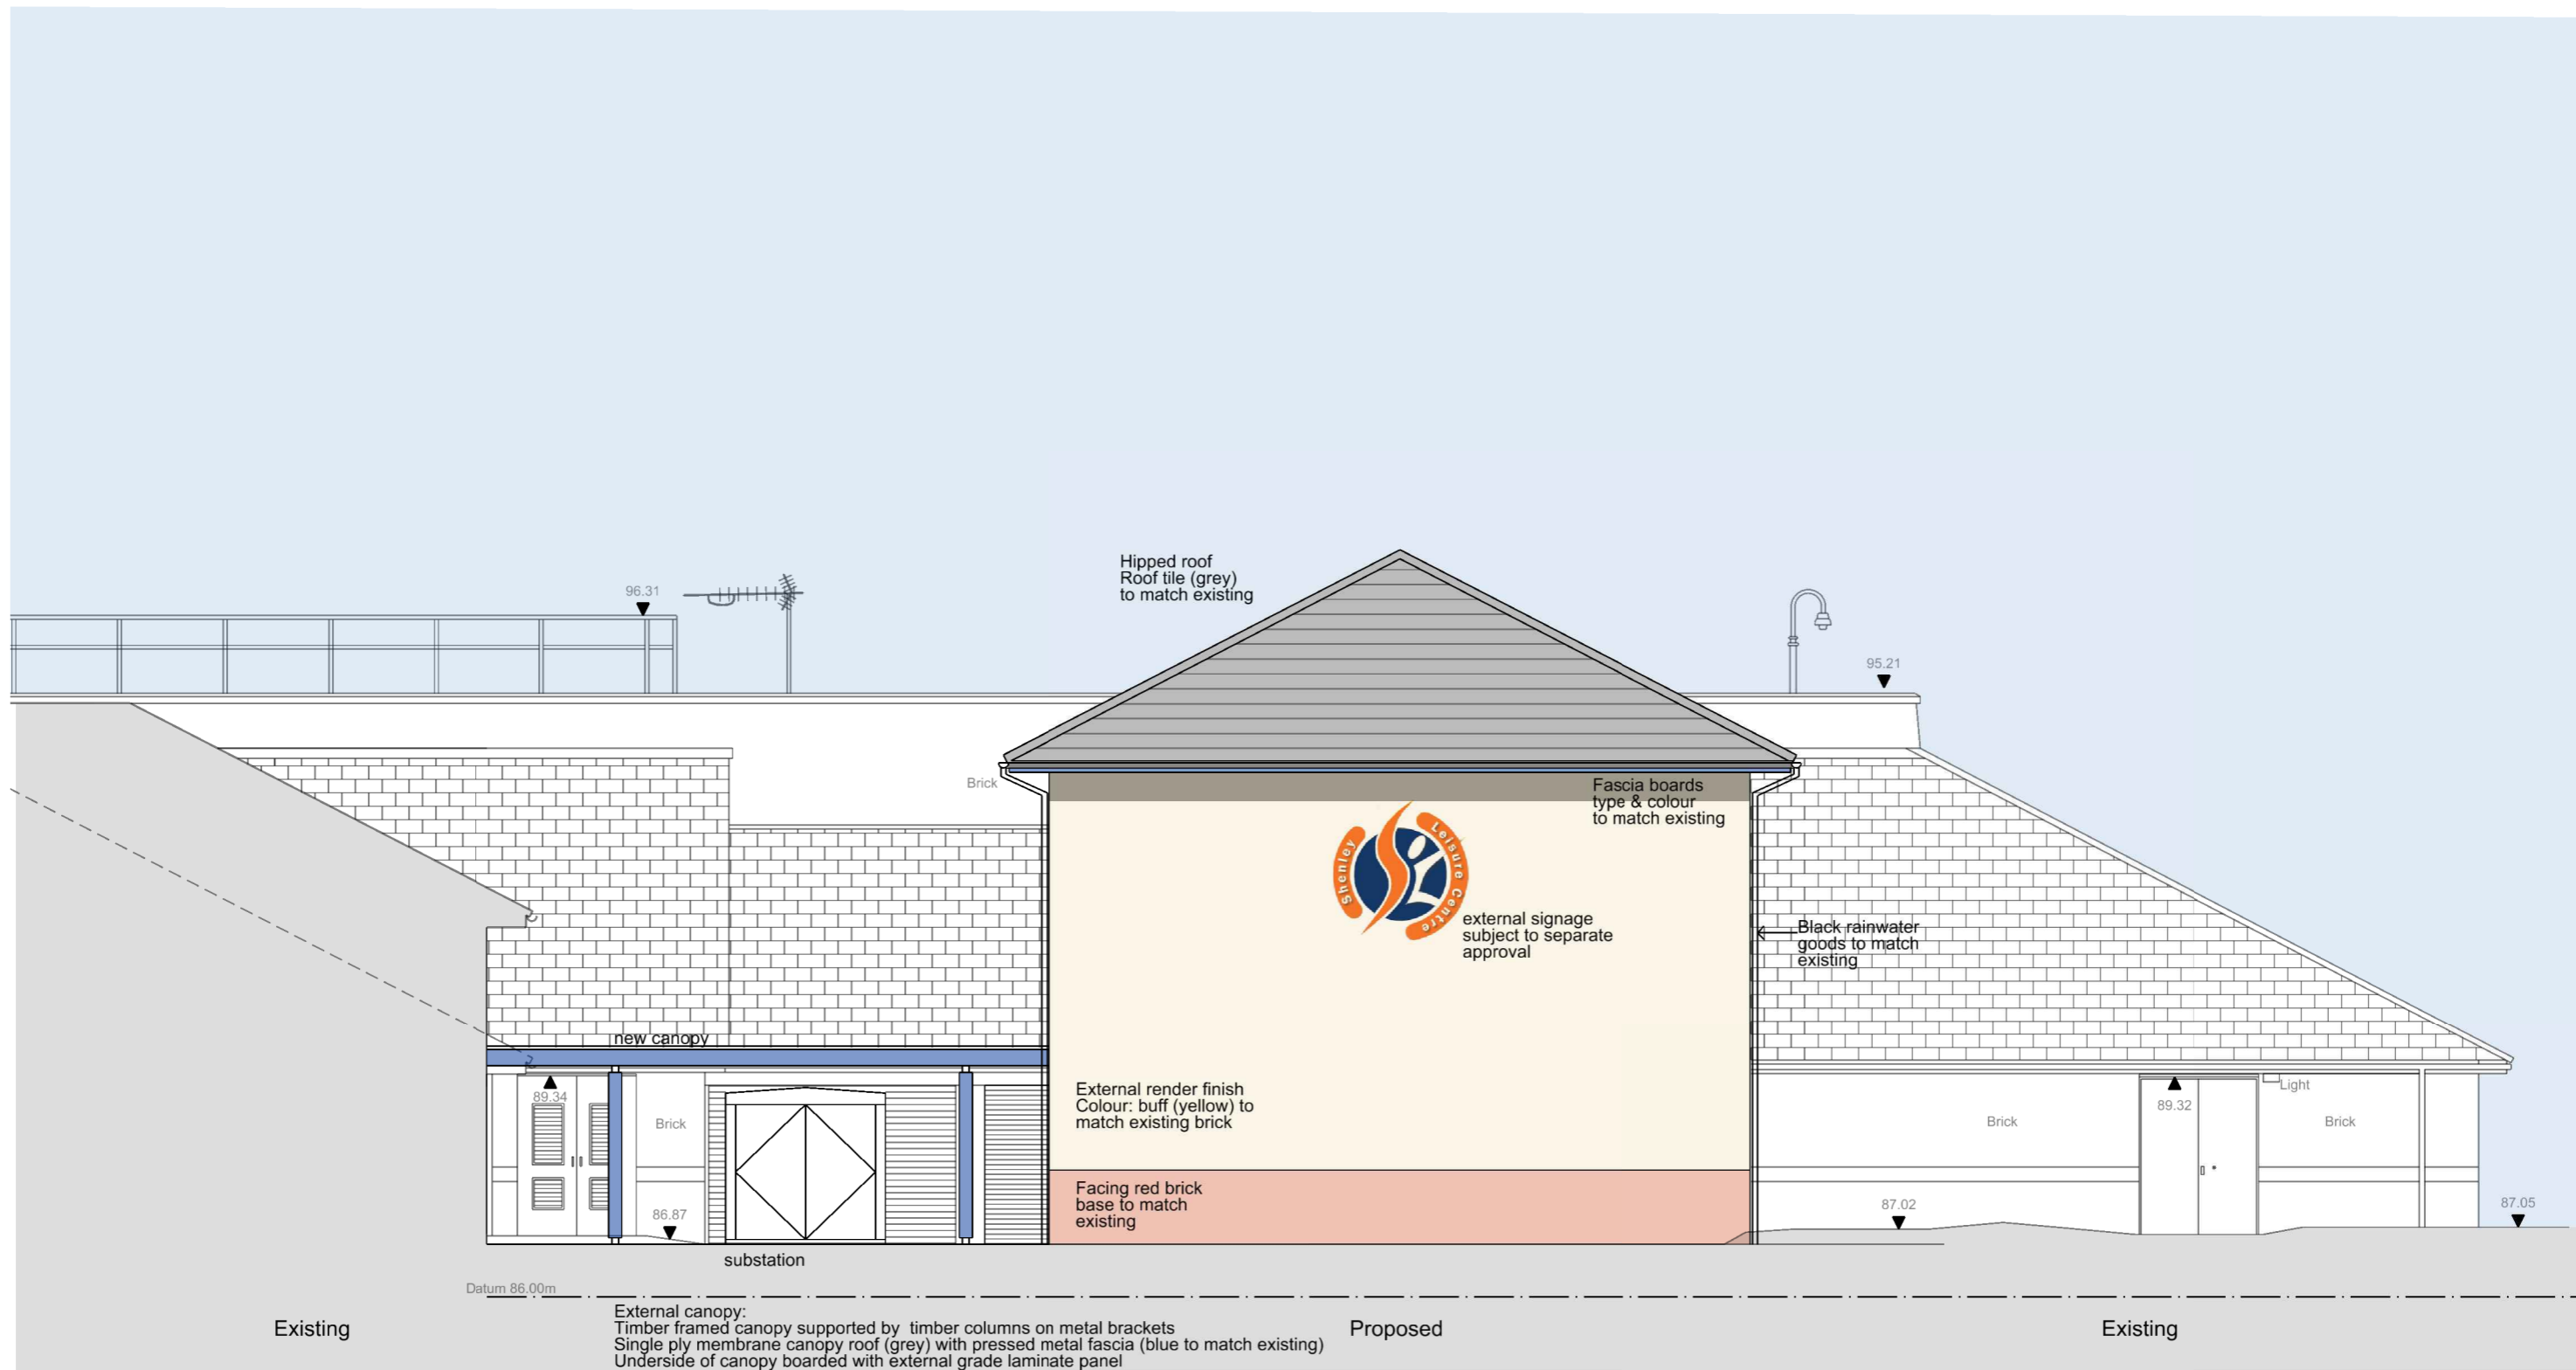 Hipped roof
Roof tile (grey)
to match existing
96.31
95.21
Brick
Fascia boards
type & colour
to match existing
Shenley
Leisure Centre
external signage
subject to separate
approval
Black rainwater
goods to match
existing
new canopy
89.34
Brick
External render finish
Colour: buff (yellow) to
match existing brick
Light
89.32
Brick
Brick
Facing red brick
base to match
existing
86.87
87.02
87.05
substation
Datum 86.00m
Existing
External canopy:
Timber framed canopy supported by timber columns on metal brackets
Single ply membrane canopy roof (grey) with pressed metal fascia (blue to match existing)
Underside of canopy boarded with external grade laminate panel
Proposed
Existing